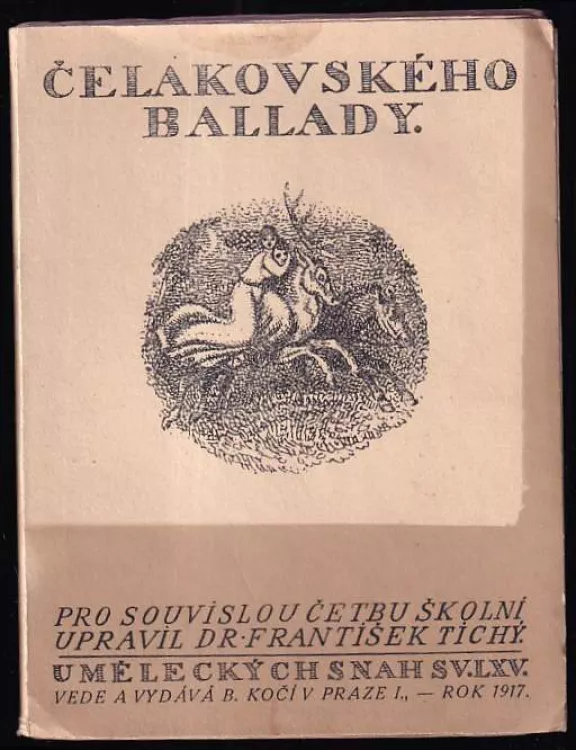 ČELAKOVSKÉHO
BALLADY.
PRO SOUVISLOU ČETBU ŠKOLNÍ
UPRAVIL DR·FRANTIŠEK TICHÝ.
UMĚLECKÝCH SNAH SV.LXV.
VEDE A VYDÁVÁ B. KOČÍ V PRAZE I., — ROK 1917.